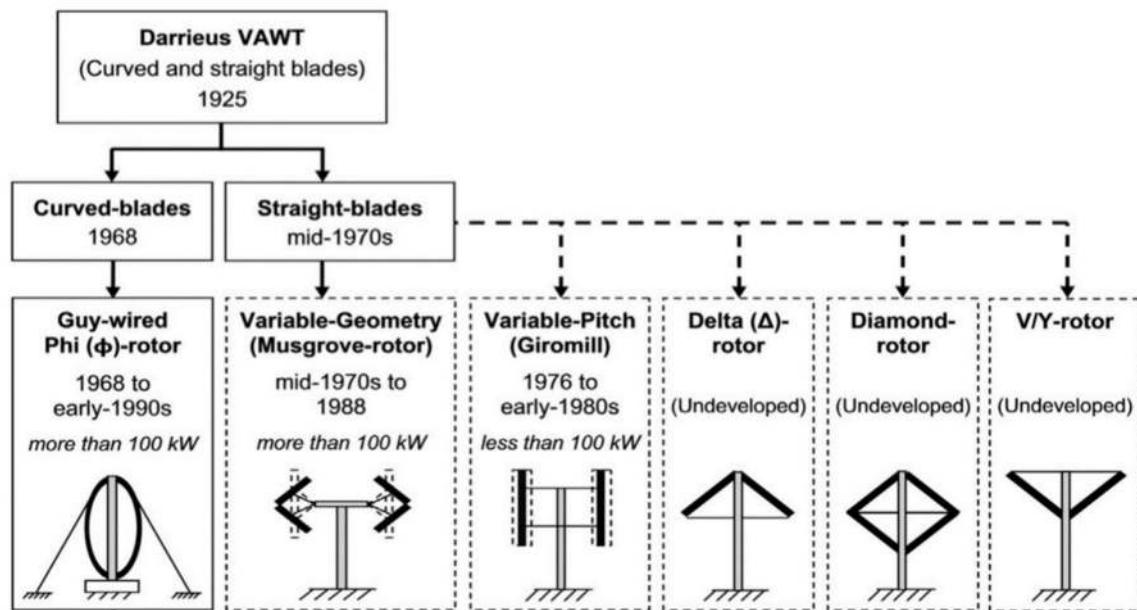 Darrieus VAWT
(Curved and straight blades)
1925
Curved-blades
1968
Straight-blades
mid-1970s
Guy-wired
Phi (ϕ)-rotor
1968 to
early-1990s
more than 100 kW
Variable-Geometry
(Musgrove-rotor)
mid-1970s to
1988
more than 100 kW
Variable-Pitch
(Giromill)
1976 to
early-1980s
less than 100 kW
Delta (Δ)-
rotor
(Undeveloped)
Diamond-
rotor
(Undeveloped)
V/Y-rotor
(Undeveloped)